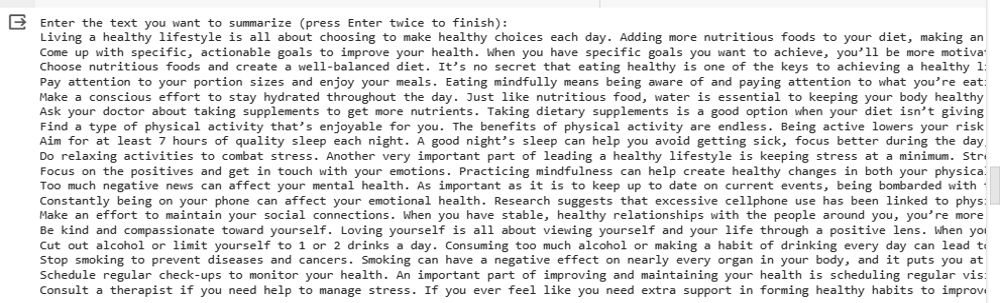 Enter the text you want to summarize (press Enter twice to finish):
Living a healthy lifestyle is all about choosing to make healthy choices each day. Adding more nutritious foods to your diet, making an
Come up with specific, actionable goals to improve your health. When you have specific goals you want to achieve, you’ll be more
Choose nutritious foods and create a well-balanced diet. It’s no secret that eating healthy is one of the keys to achieving a healthy
Pay attention to your portion sizes and enjoy your meals. Eating mindfully means being aware of and paying attention to what you’re
Make a conscious effort to stay hydrated throughout the day. Just like nutritious food, water is essential to keeping your body healthy
Ask your doctor about taking supplements to get more nutrients. Taking dietary supplements is a good option when your diet isn’t giving
Find a type of physical activity that’s enjoyable for you. The benefits of physical activity are endless. Being active lowers your risk
Aim for at least 7 hours of quality sleep each night. A good night’s sleep can help you avoid getting sick, focus better during the day
Do relaxing activities to combat stress. Another very important part of leading a healthy lifestyle is keeping stress at a minimum.
Focus on the positives and get in touch with your emotions. Practicing mindfulness can help create healthy changes in both your
Too much negative news can affect your mental health. As important as it is to keep up to date on current events, being bombarded with
Constantly being on your phone can affect your emotional health. Research suggests that excessive cellphone use has been linked to
Make an effort to maintain your social connections. When you have stable, healthy relationships with the people around you, you’re more
Be kind and compassionate toward yourself. Loving yourself is all about viewing yourself and your life through a positive lens. When
Cut out alcohol or limit yourself to 1 or 2 drinks a day. Consuming too much alcohol or making a habit of drinking every day can lead
Stop smoking to prevent diseases and cancers. Smoking can have a negative effect on nearly every organ in your body, and it puts you at
Schedule regular check-ups to monitor your health. An important part of improving and maintaining your health is scheduling regular
Consult a therapist if you need help to manage stress. If you ever feel like you need extra support in forming healthy habits to